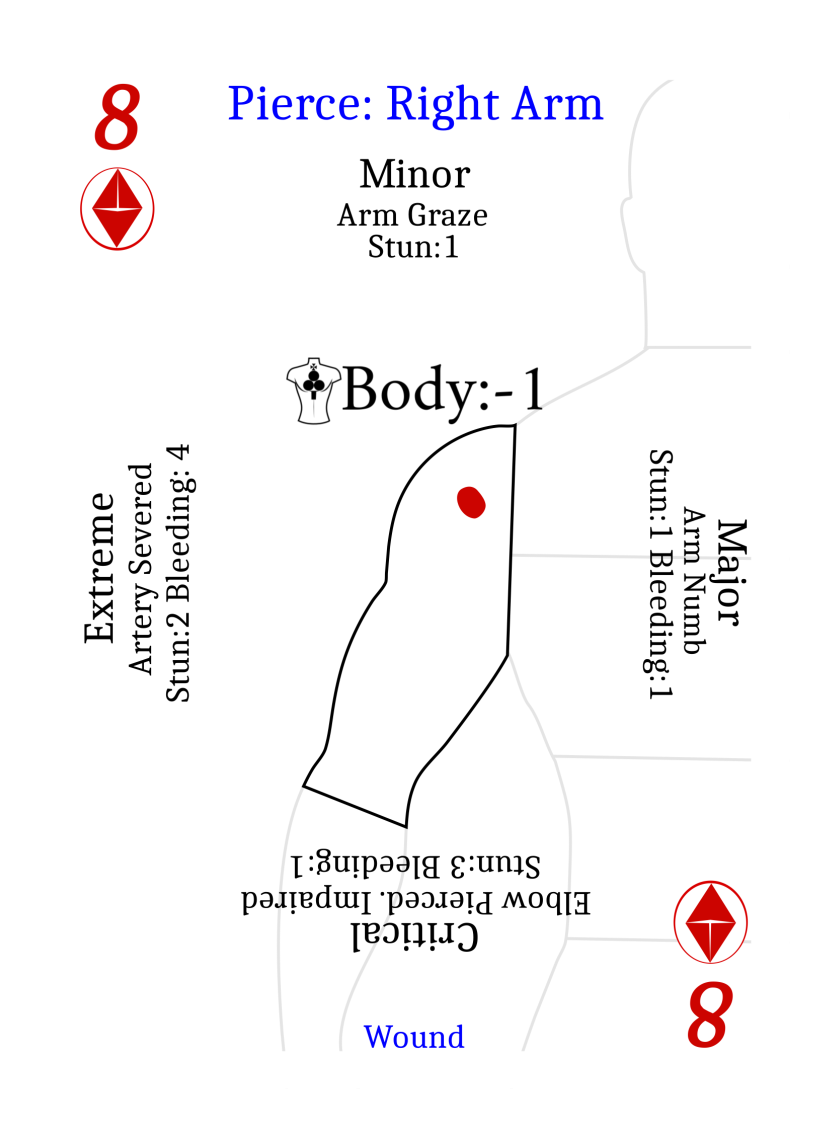 8
Pierce: Right Arm
Minor
Arm Graze
Stun:1
Body:-1
Extreme
Artery Severed
Stun:2 Bleeding: 4
Major
Arm Numb
Stun:1 Bleeding:1
Critical
Elbow Pierced. Impaired
Stun:3 Bleeding:1
Wound
8